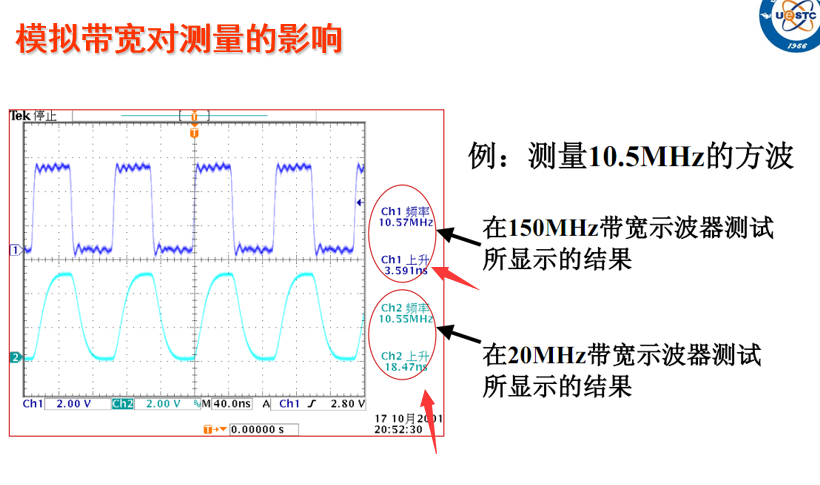 模拟带宽对测量的影响
UESTC
1956
Tek 停止
T
T
1
2
Ch1 频率
10.57MHz
Ch1 上升
3.591ns
Ch2 频率
10.55MHz
Ch2 上升
18.47ns
Ch1 2.00 V Ch2 2.00 V % M 40.0ns A Ch1 ƒ 2.80 V
T 0.00000 s
17 10月 2001
20:52:30
例：测量10.5MHz的方波
在150MHz带宽示波器测试
所显示的结果
在20MHz带宽示波器测试
所显示的结果